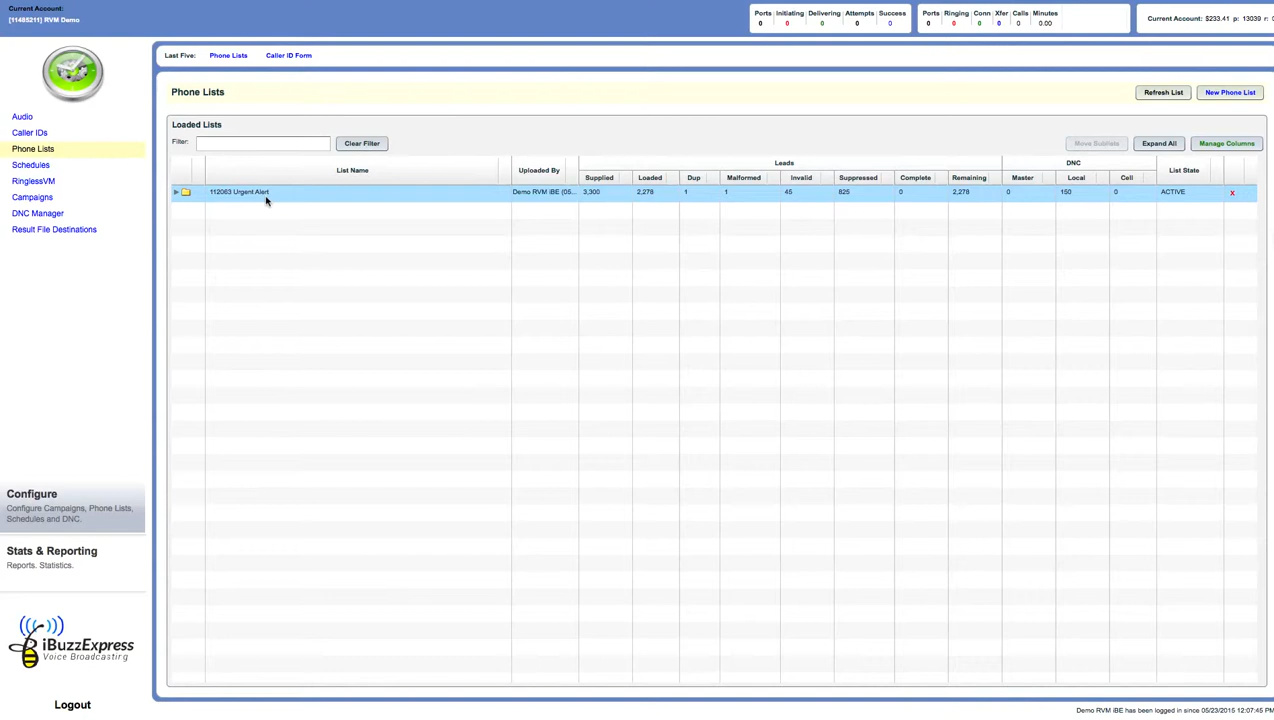 Current Account:
[11485211] RVM Demo
Ports Initiating Delivering Attempts Success
0 0 0 0 0
Ports Ringing Conn Xfer Calls Minutes
0 0 0 0 0 0.00
Current Account: $233.41 p: 13039 r:
Last Five: Phone Lists Caller ID Form
Audio
Caller IDs
Phone Lists
Schedules
RinglessVM
Campaigns
DNC Manager
Result File Destinations
Phone Lists
Refresh List New Phone List
Loaded Lists
Filter: Clear Filter Move Sublists Expand All Manage Columns
List Name Uploaded By Leads DNC List State
Supplied Loaded Dup Malformed Invalid Suppressed Complete Remaining Master Local Cell
112063 Urgent Alert Demo RVM iBE (05... 3,300 2,278 1 1 45 825 0 2,278 0 150 0 ACTIVE x
Configure
Configure Campaigns, Phone Lists,
Schedules and DNC.
Stats & Reporting
Reports. Statistics.
iBuzzExpress
Voice Broadcasting
Logout
Demo RVM iBE has been logged in since 05/23/2015 12:07:45 PM